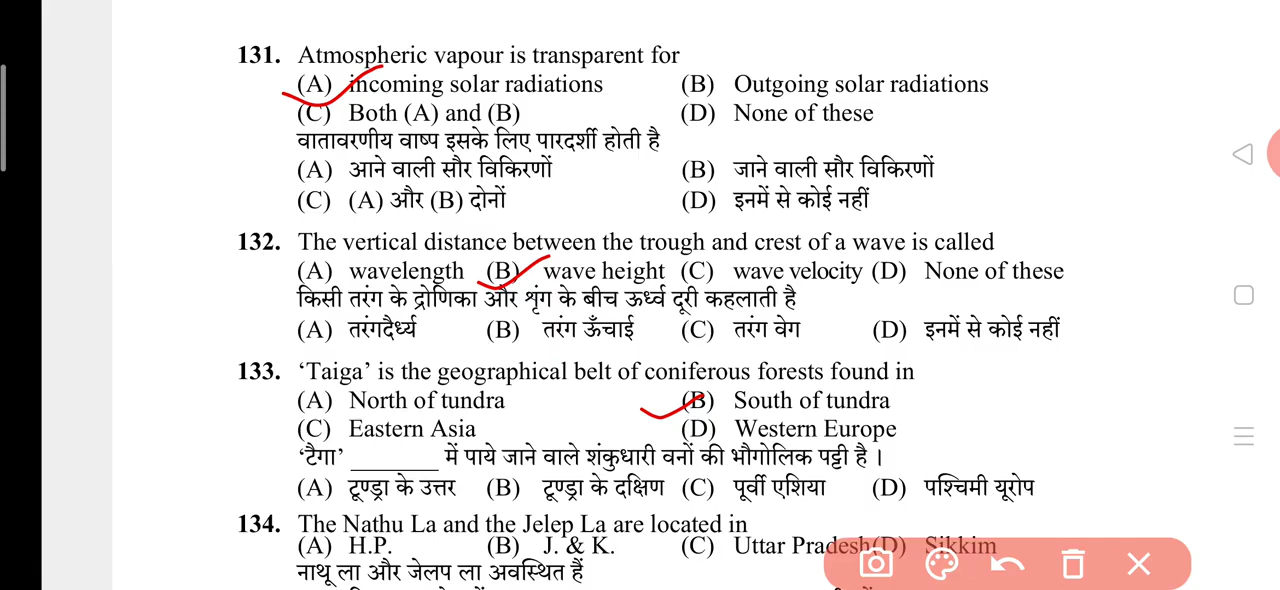 131. Atmospheric vapour is transparent for
(A) incoming solar radiations (B) Outgoing solar radiations
(C) Both (A) and (B) (D) None of these
वातावरणीय वाष्प इसके लिए पारदर्शी होती है
(A) आने वाली सौर विकिरणों (B) जाने वाली सौर विकिरणों
(C) (A) और (B) दोनों (D) इनमें से कोई नहीं
132. The vertical distance between the trough and crest of a wave is called
(A) wavelength (B) wave height (C) wave velocity (D) None of these
किसी तरंग के द्रोणिका और शृंग के बीच ऊर्ध्व दूरी कहलाती है
(A) तरंगदैर्ध्य (B) तरंग ऊँचाई (C) तरंग वेग (D) इनमें से कोई नहीं
133. ‘Taiga’ is the geographical belt of coniferous forests found in
(A) North of tundra (B) South of tundra
(C) Eastern Asia (D) Western Europe
‘टैगा’ ________ में पाये जाने वाले शंकुधारी वनों की भौगोलिक पट्टी है ।
(A) टूण्ड्रा के उत्तर (B) टूण्ड्रा के दक्षिण (C) पूर्वी एशिया (D) पश्चिमी यूरोप
134. The Nathu La and the Jelep La are located in
(A) H.P. (B) J. & K. (C) Uttar Pradesh (D) Sikkim
नाथू ला और जेलप ला अवस्थित हैं